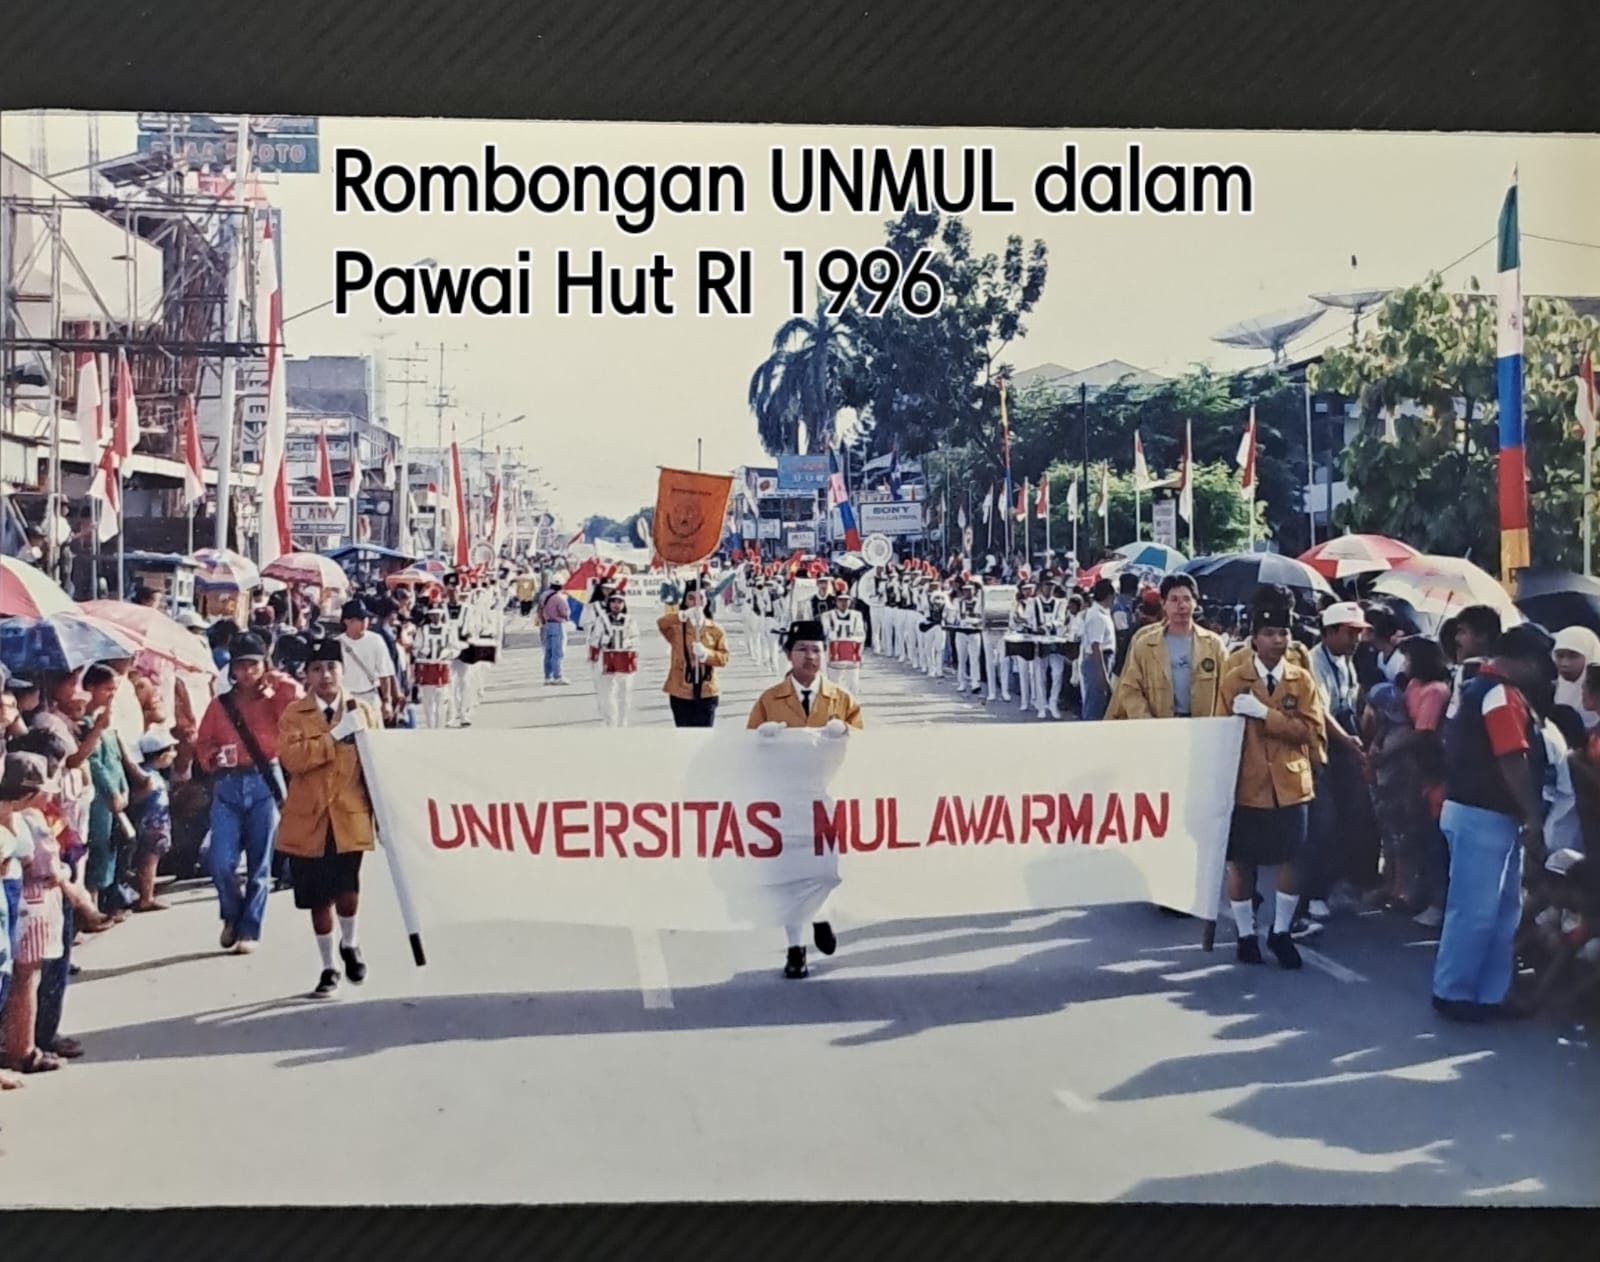 Rombongan UNMUL dalam
Pawai Hut RI 1996
SONY
UNIVERSITAS MULAWARMAN